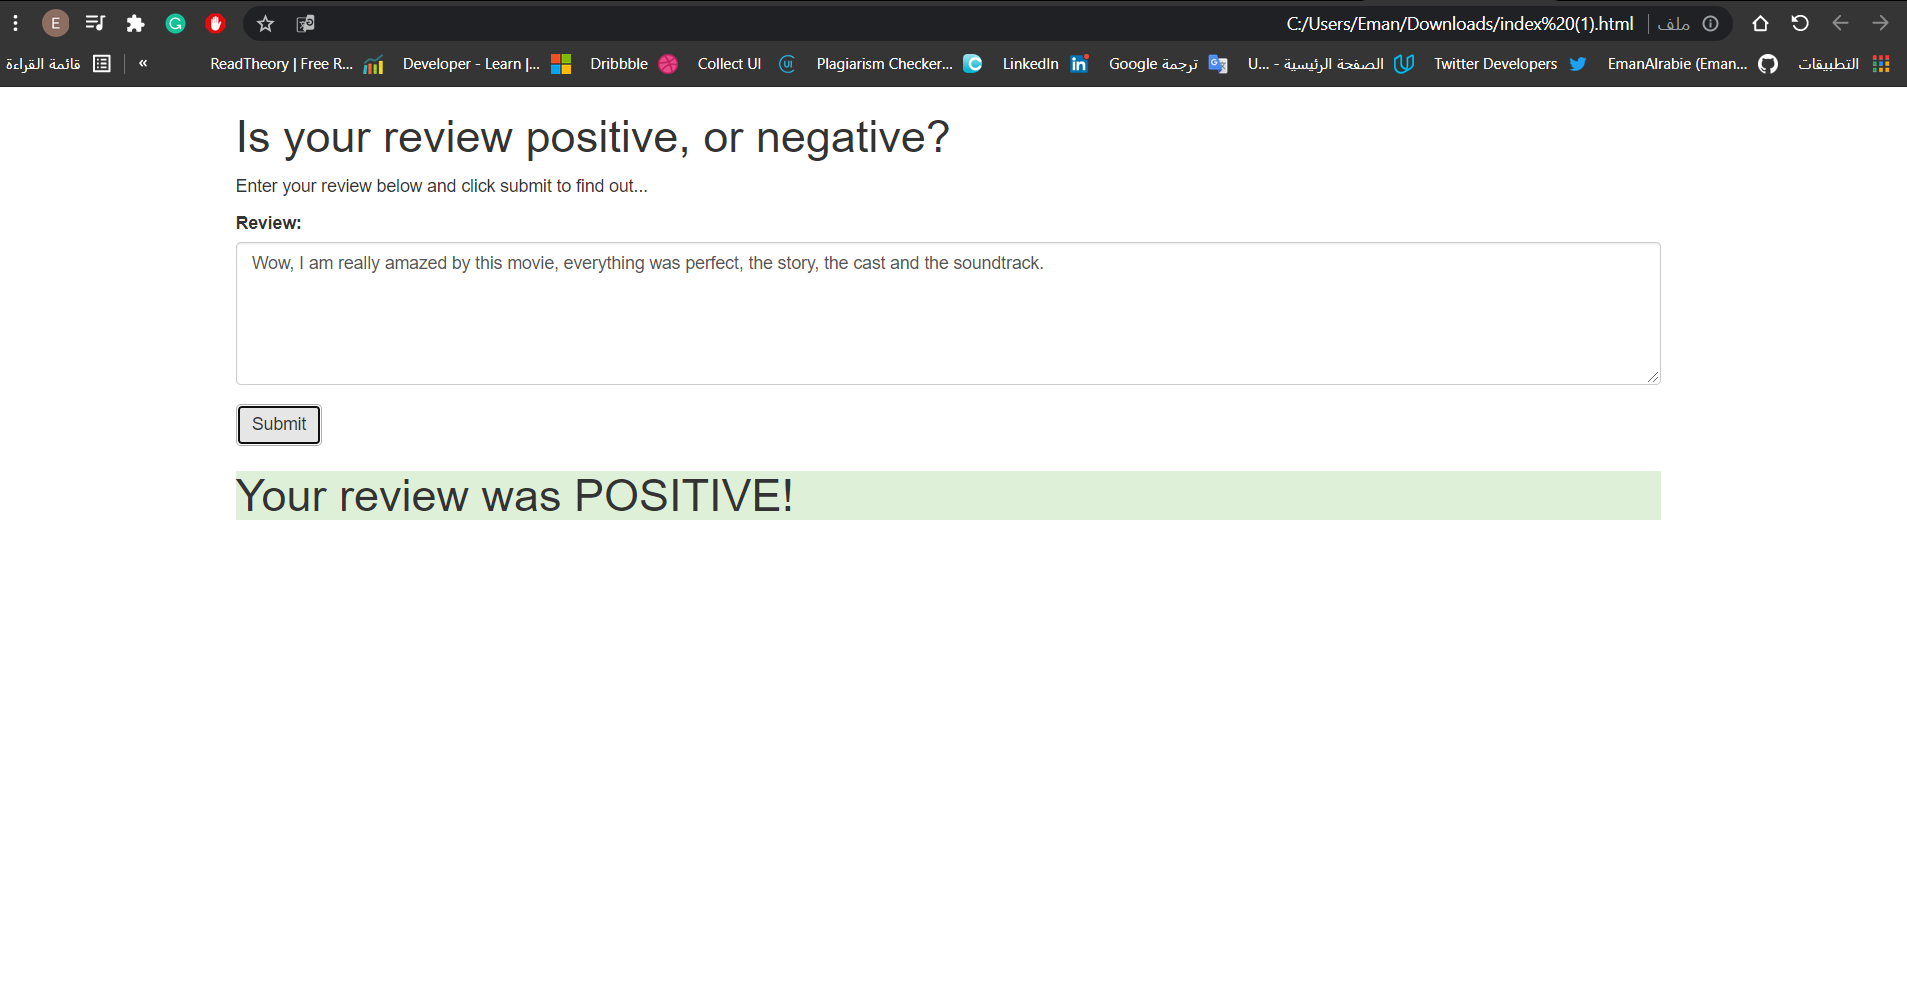 E
C:/Users/Eman/Downloads/index%20(1).html
ملف
قائمة القراءة
«
ReadTheory | Free R...
Developer - Learn |...
Dribbble
Collect UI
Plagiarism Checker...
LinkedIn
ترجمة Google
الصفحة الرئيسية - U...
Twitter Developers
EmanAlrabie (Eman...
التطبيقات
Is your review positive, or negative?
Enter your review below and click submit to find out...
Review:
Wow, I am really amazed by this movie, everything was perfect, the story, the cast and the soundtrack.
Submit
Your review was POSITIVE!